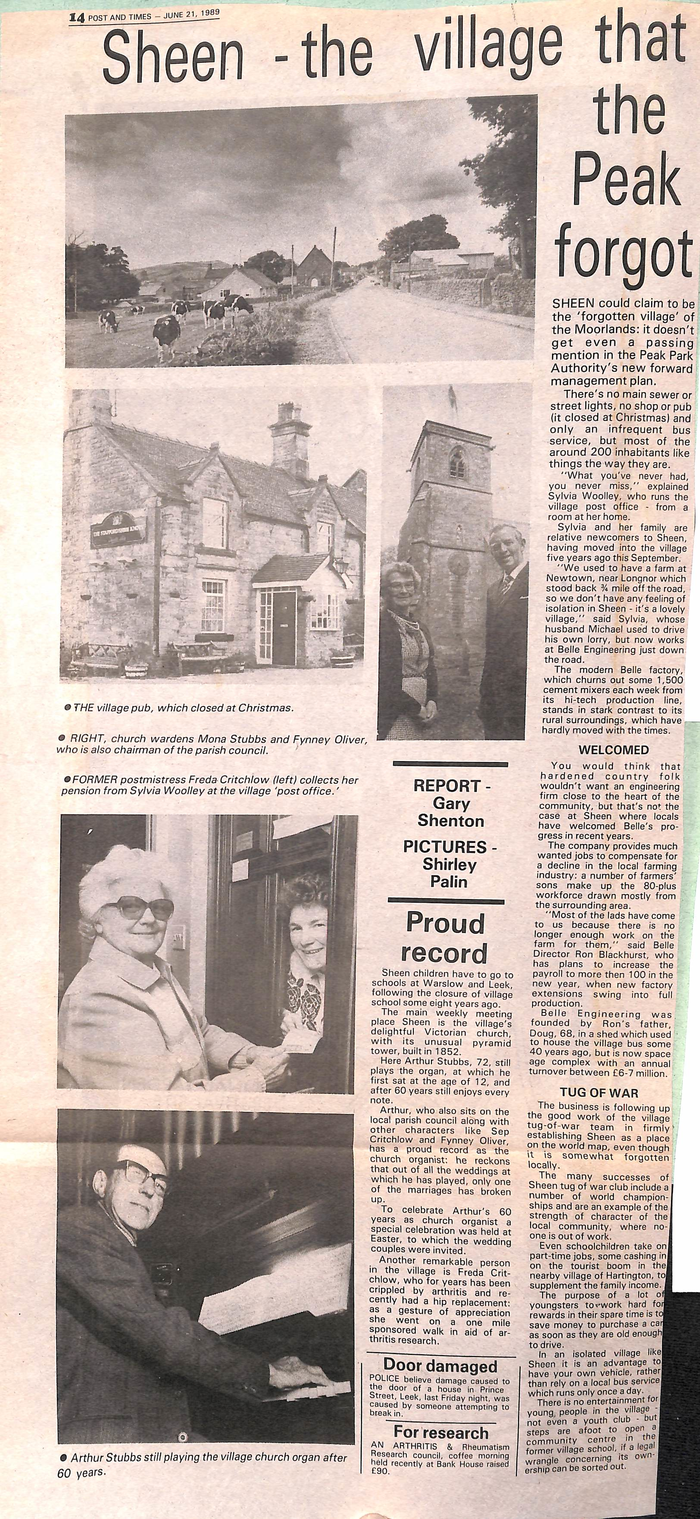 14 POST AND TIMES — JUNE 21, 1989
Sheen - the village that
the
Peak
forgot
SHEEN could claim to be
the 'forgotten village' of
the Moorlands: it doesn't
get even a passing
mention in the Peak Park
Authority's new forward
management plan.
There's no main sewer or
street lights, no shop or pub
(it closed at Christmas) and
only an infrequent bus
service, but most of the
around 200 inhabitants like
things the way they are.
"What you've never had,
you never miss," explained
Sylvia Woolley, who runs the
village post office - from a
room at her home.
Sylvia and her family are
relative newcomers to Sheen,
having moved into the village
five years ago this September.
"We used to have a farm at
Newtown, near Longnor which
stood back ¾ mile off the road,
so we don't have any feeling of
isolation in Sheen - it's a lovely
village," said Sylvia, whose
husband Michael used to drive
his own lorry, but now works
at Belle Engineering just down
the road.
The modern Belle factory,
which churns out some 1,500
cement mixers each week from
its hi-tech production line,
stands in stark contrast to its
rural surroundings, which have
hardly moved with the times.
WELCOMED
You would think that
hardened country folk
wouldn't want an engineering
firm close to the heart of the
community, but that's not the
case at Sheen where locals
have welcomed Belle's pro-
gress in recent years.
The company provides much
wanted jobs to compensate for
a decline in the local farming
industry: a number of farmers'
sons make up the 80-plus
workforce drawn mostly from
the surrounding area.
"Most of the lads have come
to us because there is no
longer enough work on the
farm for them," said Belle
Director Ron Blackhurst, who
has plans to increase the
payroll to more then 100 in the
new year, when new factory
extensions swing into full
production.
Belle Engineering was
founded by Ron's father,
Doug, 68, in a shed which used
to house the village bus some
40 years ago, but is now space
age complex with an annual
turnover between £6-7 million.
TUG OF WAR
The business is following up
the good work of the village
tug-of-war team in firmly
establishing Sheen as a place
on the world map, even though
it is somewhat forgotten
locally.
The many successes of
Sheen tug of war club include a
number of world champion-
ships and are an example of the
strength of character of the
local community, where no-
one is out of work.
Even schoolchildren take on
part-time jobs, some cashing in
on the tourist boom in the
nearby village of Hartington, to
supplement the family income.
The purpose of a lot of
youngsters to work hard for
rewards in their spare time is to
save money to purchase a car
as soon as they are old enough
to drive.
In an isolated village like
Sheen it is an advantage to
have your own vehicle, rather
than rely on a local bus service
which runs only once a day.
There is no entertainment for
young, people in the village -
not even a youth club - but
steps are afoot to open a
community centre in the
former village school, if a legal
wrangle concerning its own-
ership can be sorted out.
● THE village pub, which closed at Christmas.
● RIGHT, church wardens Mona Stubbs and Fynney Oliver,
who is also chairman of the parish council.
● FORMER postmistress Freda Critchlow (left) collects her
pension from Sylvia Woolley at the village 'post office.'
REPORT -
Gary
Shenton
PICTURES -
Shirley
Palin
Proud
record
Sheen children have to go to
schools at Warslow and Leek,
following the closure of village
school some eight years ago.
The main weekly meeting
place Sheen is the village's
delightful Victorian church,
with its unusual pyramid
tower, built in 1852.
Here Arthur Stubbs, 72, still
plays the organ, at which he
first sat at the age of 12, and
after 60 years still enjoys every
note.
Arthur, who also sits on the
local parish council along with
other characters like Sep
Critchlow and Fynney Oliver,
has a proud record as the
church organist: he reckons
that out of all the weddings at
which he has played, only one
of the marriages has broken
up.
To celebrate Arthur's 60
years as church organist a
special celebration was held at
Easter, to which the wedding
couples were invited.
Another remarkable person
in the village is Freda Crit-
chlow, who for years has been
crippled by arthritis and re-
cently had a hip replacement:
as a gesture of appreciation
she went on a one mile
sponsored walk in aid of ar-
thritis research.
Door damaged
POLICE believe damage caused to
the door of a house in Prince
Street, Leek, last Friday night, was
caused by someone attempting to
break in.
For research
AN ARTHRITIS & Rheumatism
Research council, coffee morning
held recently at Bank House raised
£90.
● Arthur Stubbs still playing the village church organ after
60 years.